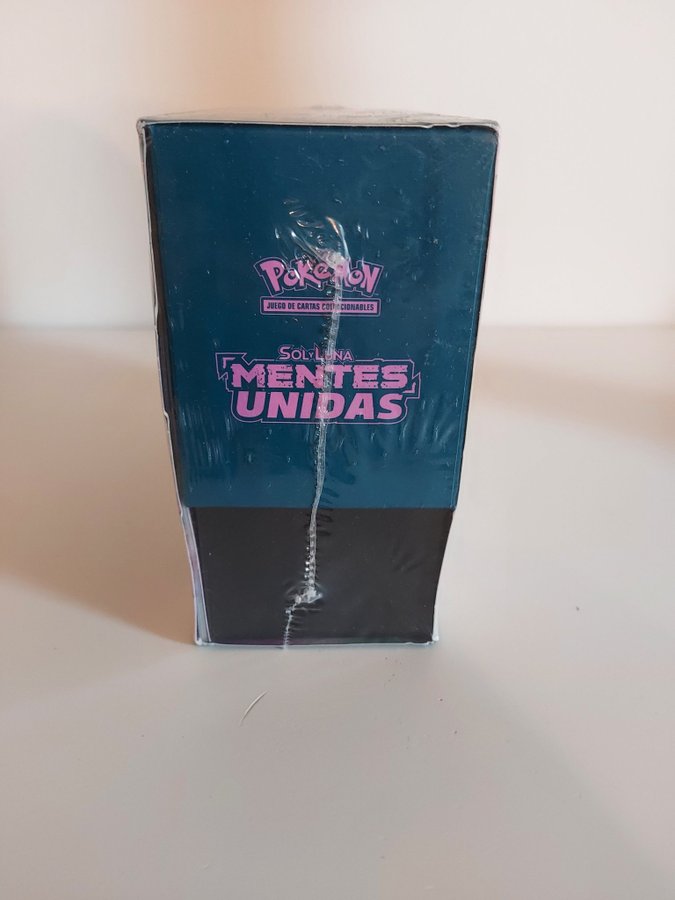 POKéMON
JUEGO DE CARTAS COLECCIONABLES
SOL Y LUNA
MENTES
UNIDAS